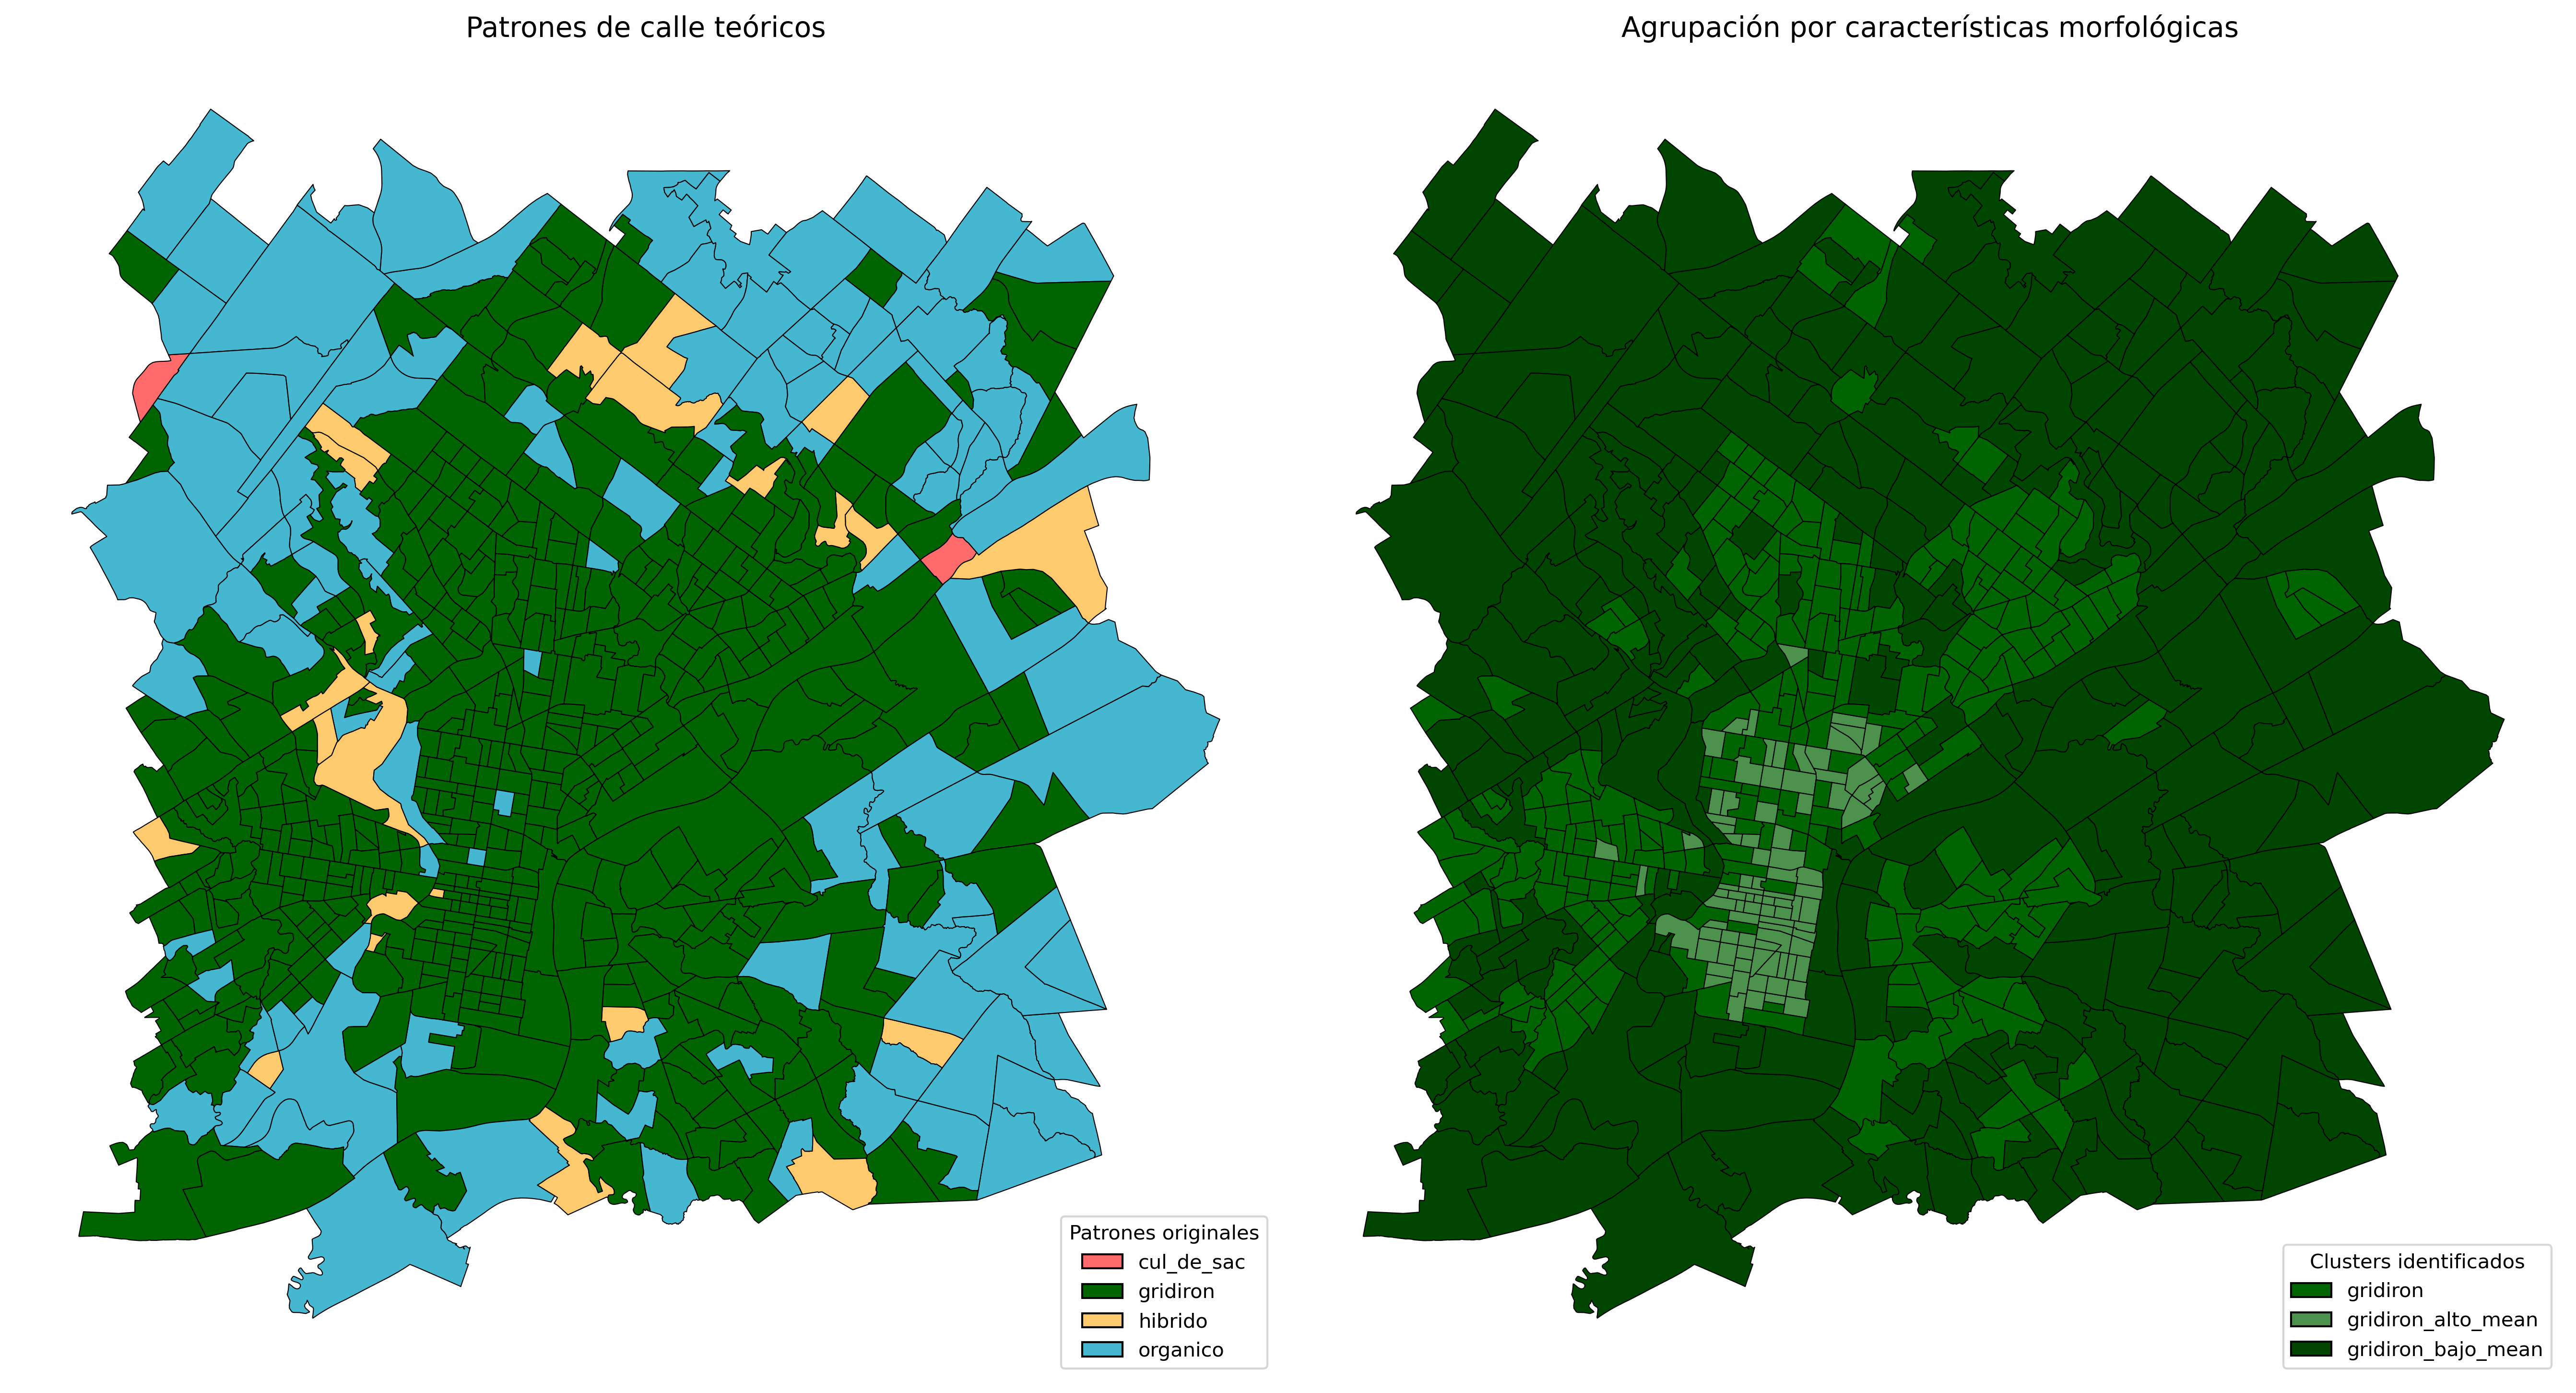 Patrones de calle teóricos
Agrupación por características morfológicas
Patrones originales
cul_de_sac
gridiron
hibrido
organico
Clusters identificados
gridiron
gridiron_alto_mean
gridiron_bajo_mean